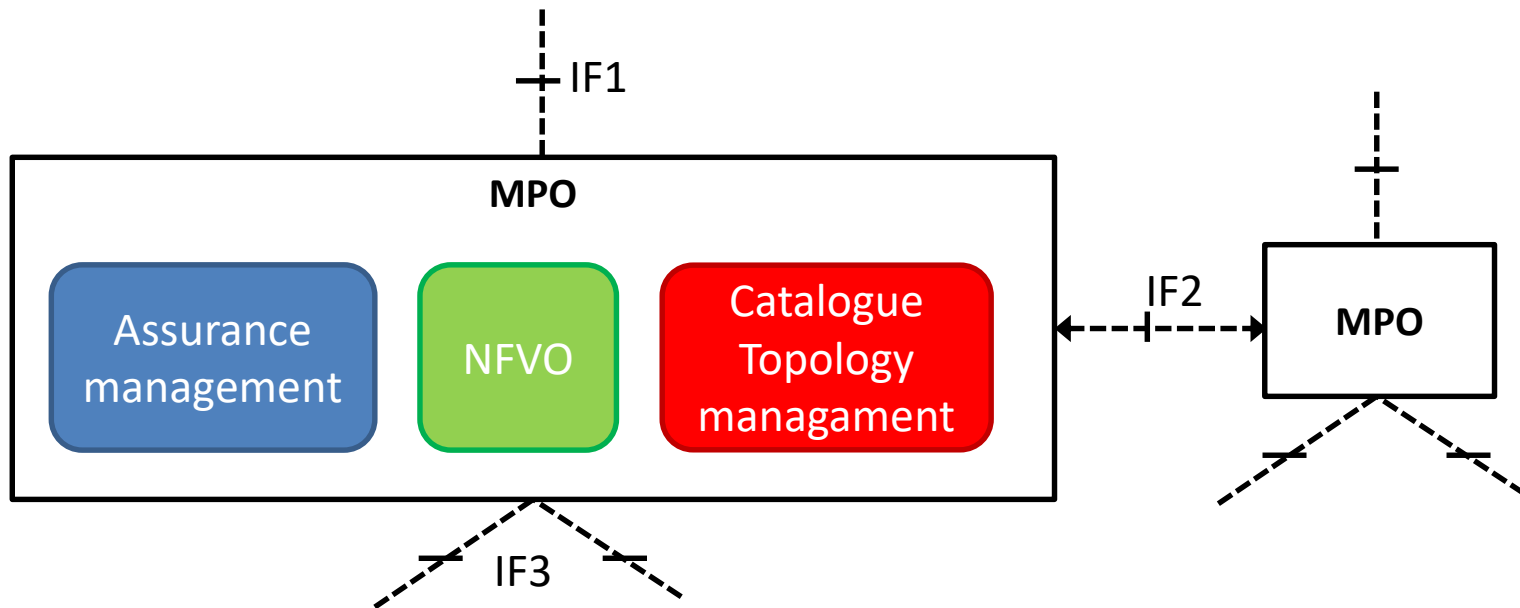 IF1
MPO
Assurance
management
NFVO
Catalogue
Topology
managament
IF2
MPO
IF3